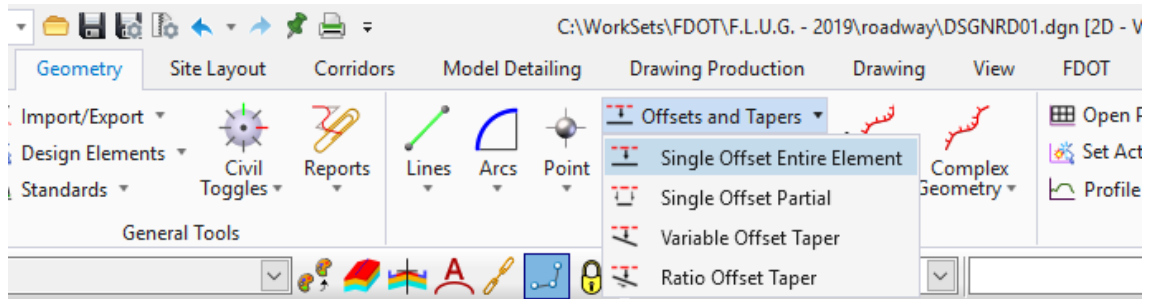 C:\WorkSets\FDOT\F.L.U.G. - 2019\roadway\DSGNRD01.dgn [2D - V
Geometry Site Layout Corridors Model Detailing Drawing Production Drawing View FDOT
Import/Export
Design Elements
Standards
Civil Toggles
Reports
General Tools
Lines
Arcs
Point
Offsets and Tapers
Single Offset Entire Element
Single Offset Partial
Variable Offset Taper
Ratio Offset Taper
Complex
Geometry
Open
Set Act
Profile